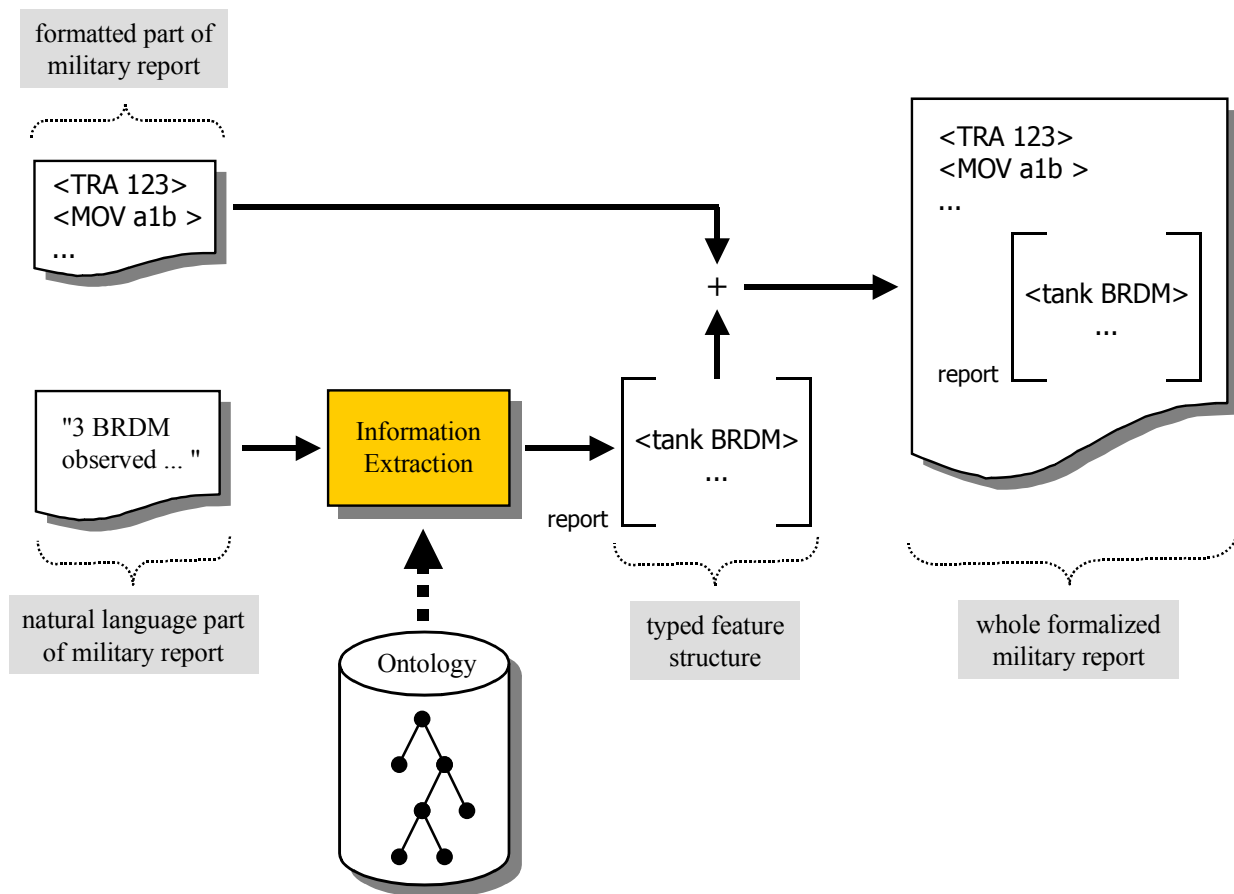 formatted part of
military report
<TRA 123>
<MOV a1b >
...
<TRA 123>
<MOV a1b >
...
<tank BRDM>
...
report
+
"3 BRDM
observed ... "
Information
Extraction
<tank BRDM>
...
report
natural language part
of military report
typed feature
structure
whole formalized
military report
Ontology